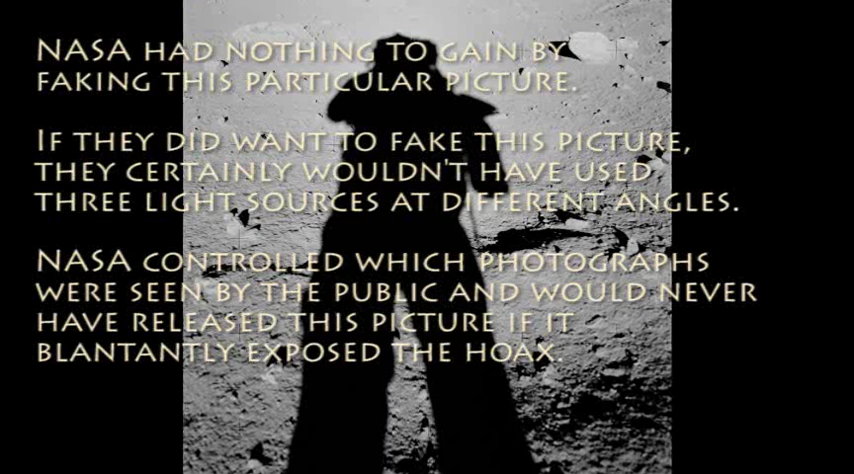 NASA had nothing to gain by
faking this particular picture.
If they did want to fake this picture,
they certainly wouldn't have used
three light sources at different angles.
NASA controlled which photographs
were seen by the public and would never
have released this picture if it
blantantly exposed the hoax.